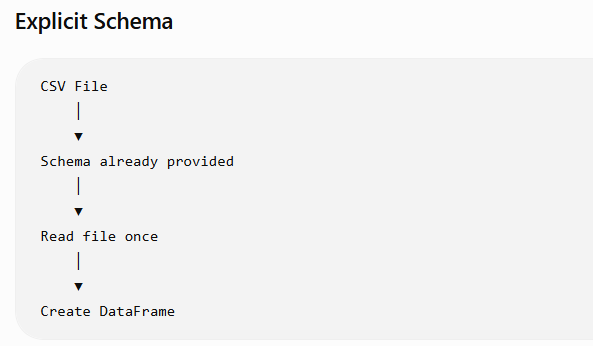 Explicit Schema
CSV File
│
▼
Schema already provided
│
▼
Read file once
│
▼
Create DataFrame